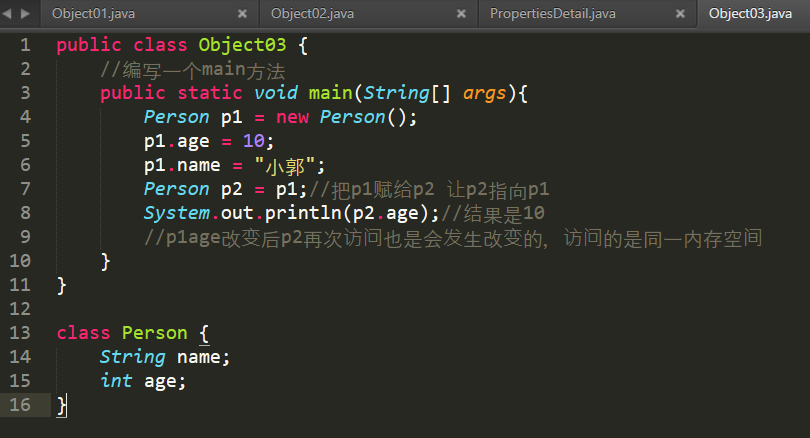 Object01.java × Object02.java × PropertiesDetail.java × Object03.java
1 public class Object03 {
2 //编写一个main方法
3 public static void main(String[] args){
4 Person p1 = new Person();
5 p1.age = 10;
6 p1.name = "小郭";
7 Person p2 = p1;//把p1赋给p2 让p2指向p1
8 System.out.println(p2.age);//结果是10
9 //p1age改变后p2再次访问也是会发生改变的，访问的是同一内存空间
10 }
11 }
12
13 class Person {
14 String name;
15 int age;
16 }